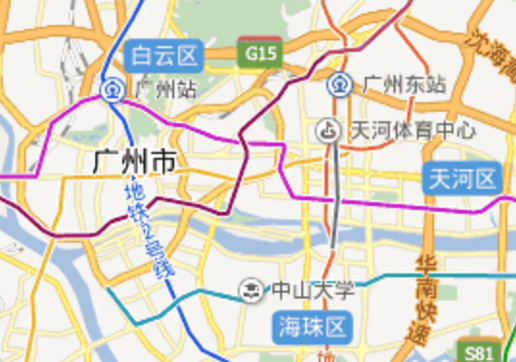 白云区
G15
沈海高
广州站
广州东站
天河体育中心
广州市
天河区
地铁2号线
中山大学
华南快速
海珠区
S81
地